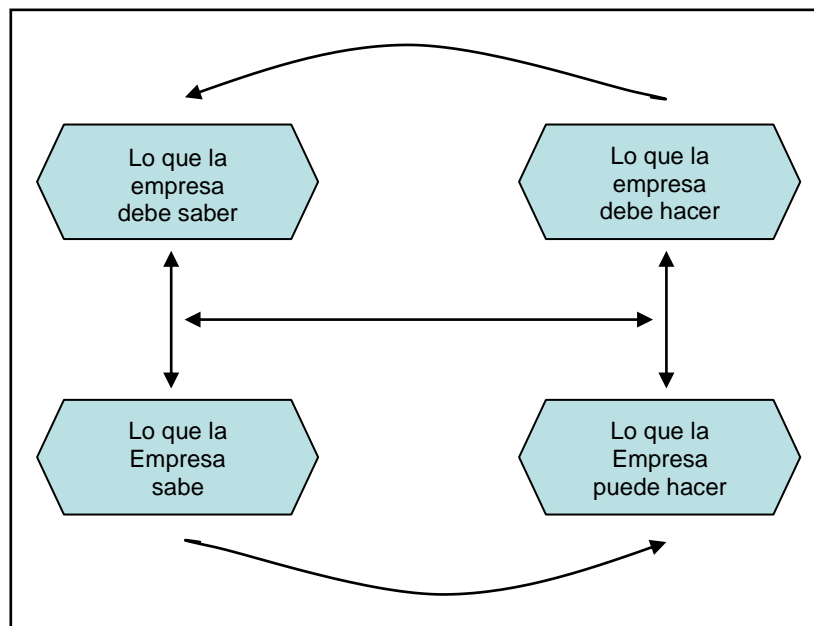 Lo que la
empresa
debe saber
Lo que la
empresa
debe hacer
Lo que la
Empresa
sabe
Lo que la
Empresa
puede hacer